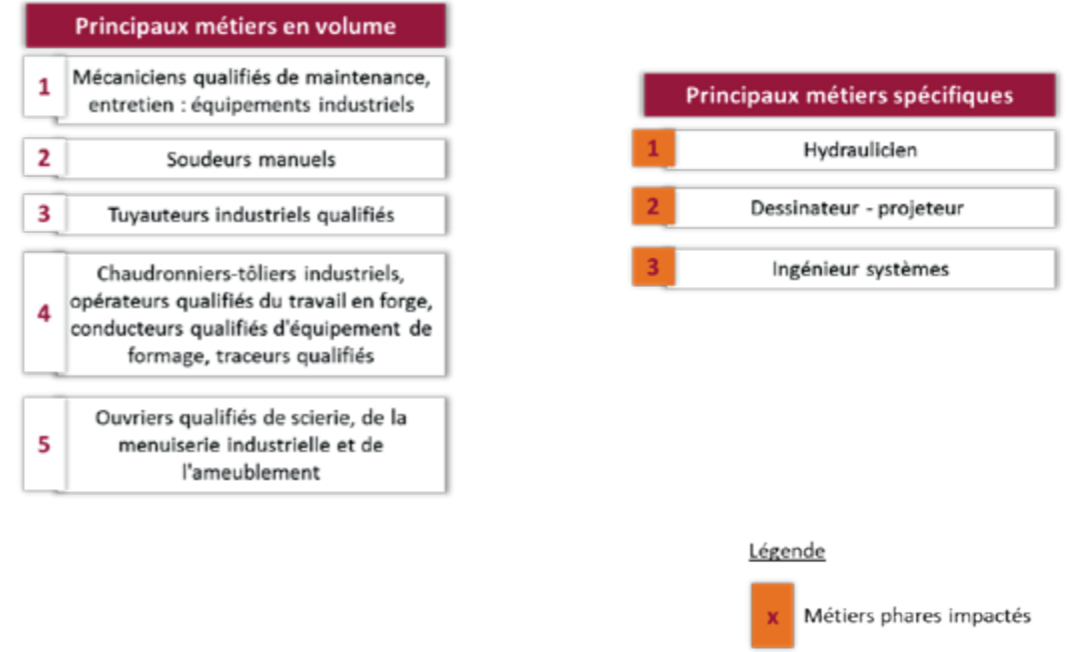 Principaux métiers en volume
1
Mécaniciens qualifiés de maintenance,
entretien : équipements industriels
2
Soudeurs manuels
3
Tuyauteurs industriels qualifiés
4
Chaudronniers-tôliers industriels,
opérateurs qualifiés du travail en forge,
conducteurs qualifiés d'équipement de
formage, traceurs qualifiés
5
Ouvriers qualifiés de scierie, de la
menuiserie industrielle et de
l'ameublement
Principaux métiers spécifiques
1
Hydraulicien
2
Dessinateur - projeteur
3
Ingénieur systèmes
Légende
x
Métiers phares impactés